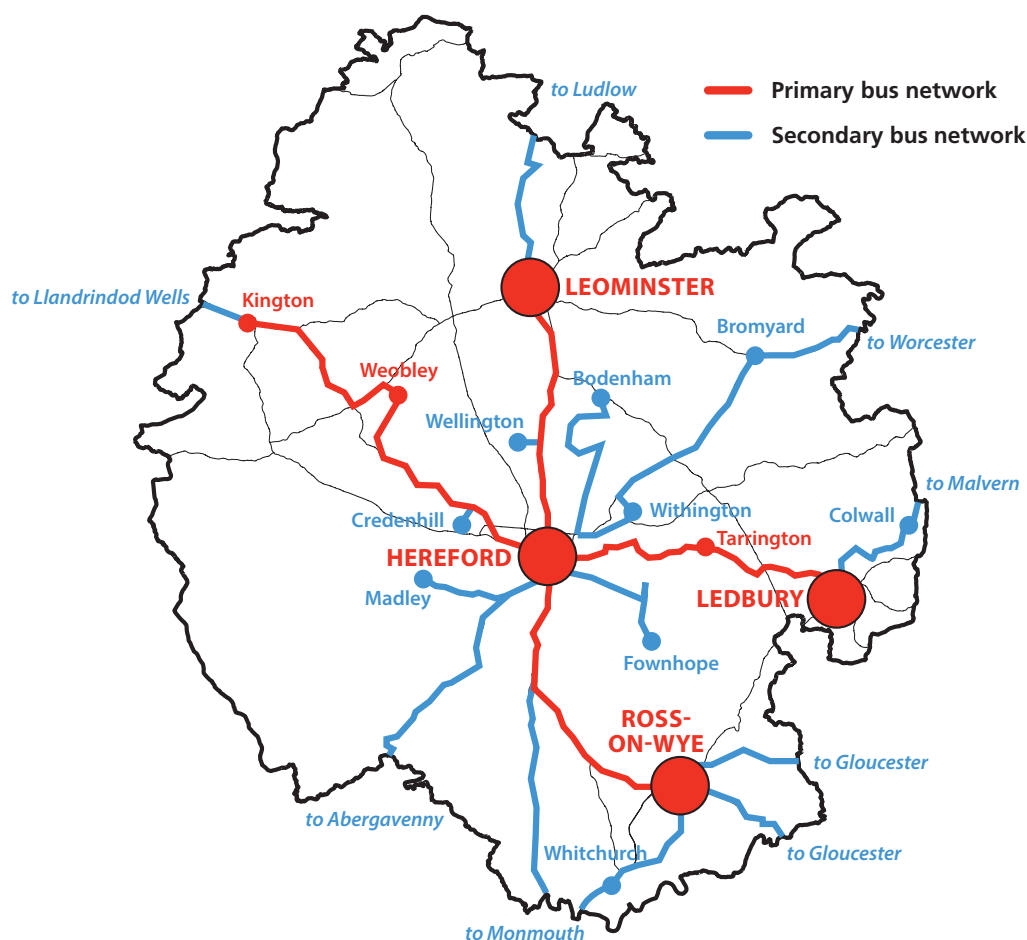 to Ludlow
Primary bus network
Secondary bus network
to Llandrindod Wells
Kington
LEOMINSTER
Bromyard
to Worcester
Weobley
Bodenham
Wellington
to Malvern
Credenhill
Withington
Colwall
HEREFORD
Tarrington
Madley
LEDBURY
Fownhope
ROSS-
ON-WYE
to Gloucester
to Abergavenny
Whitchurch
to Gloucester
to Monmouth